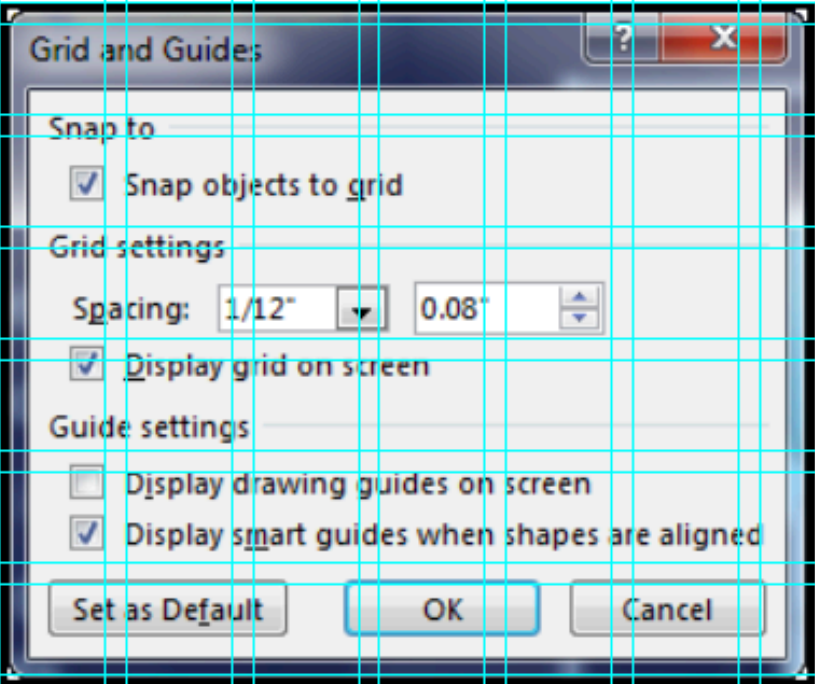 Grid and Guides ?
Snap to
Snap objects to grid
Grid settings
Spacing: 1/12" 0.08"
Display grid on screen
Guide settings
Display drawing guides on screen
Display smart guides when shapes are aligned
Set as Default OK Cancel